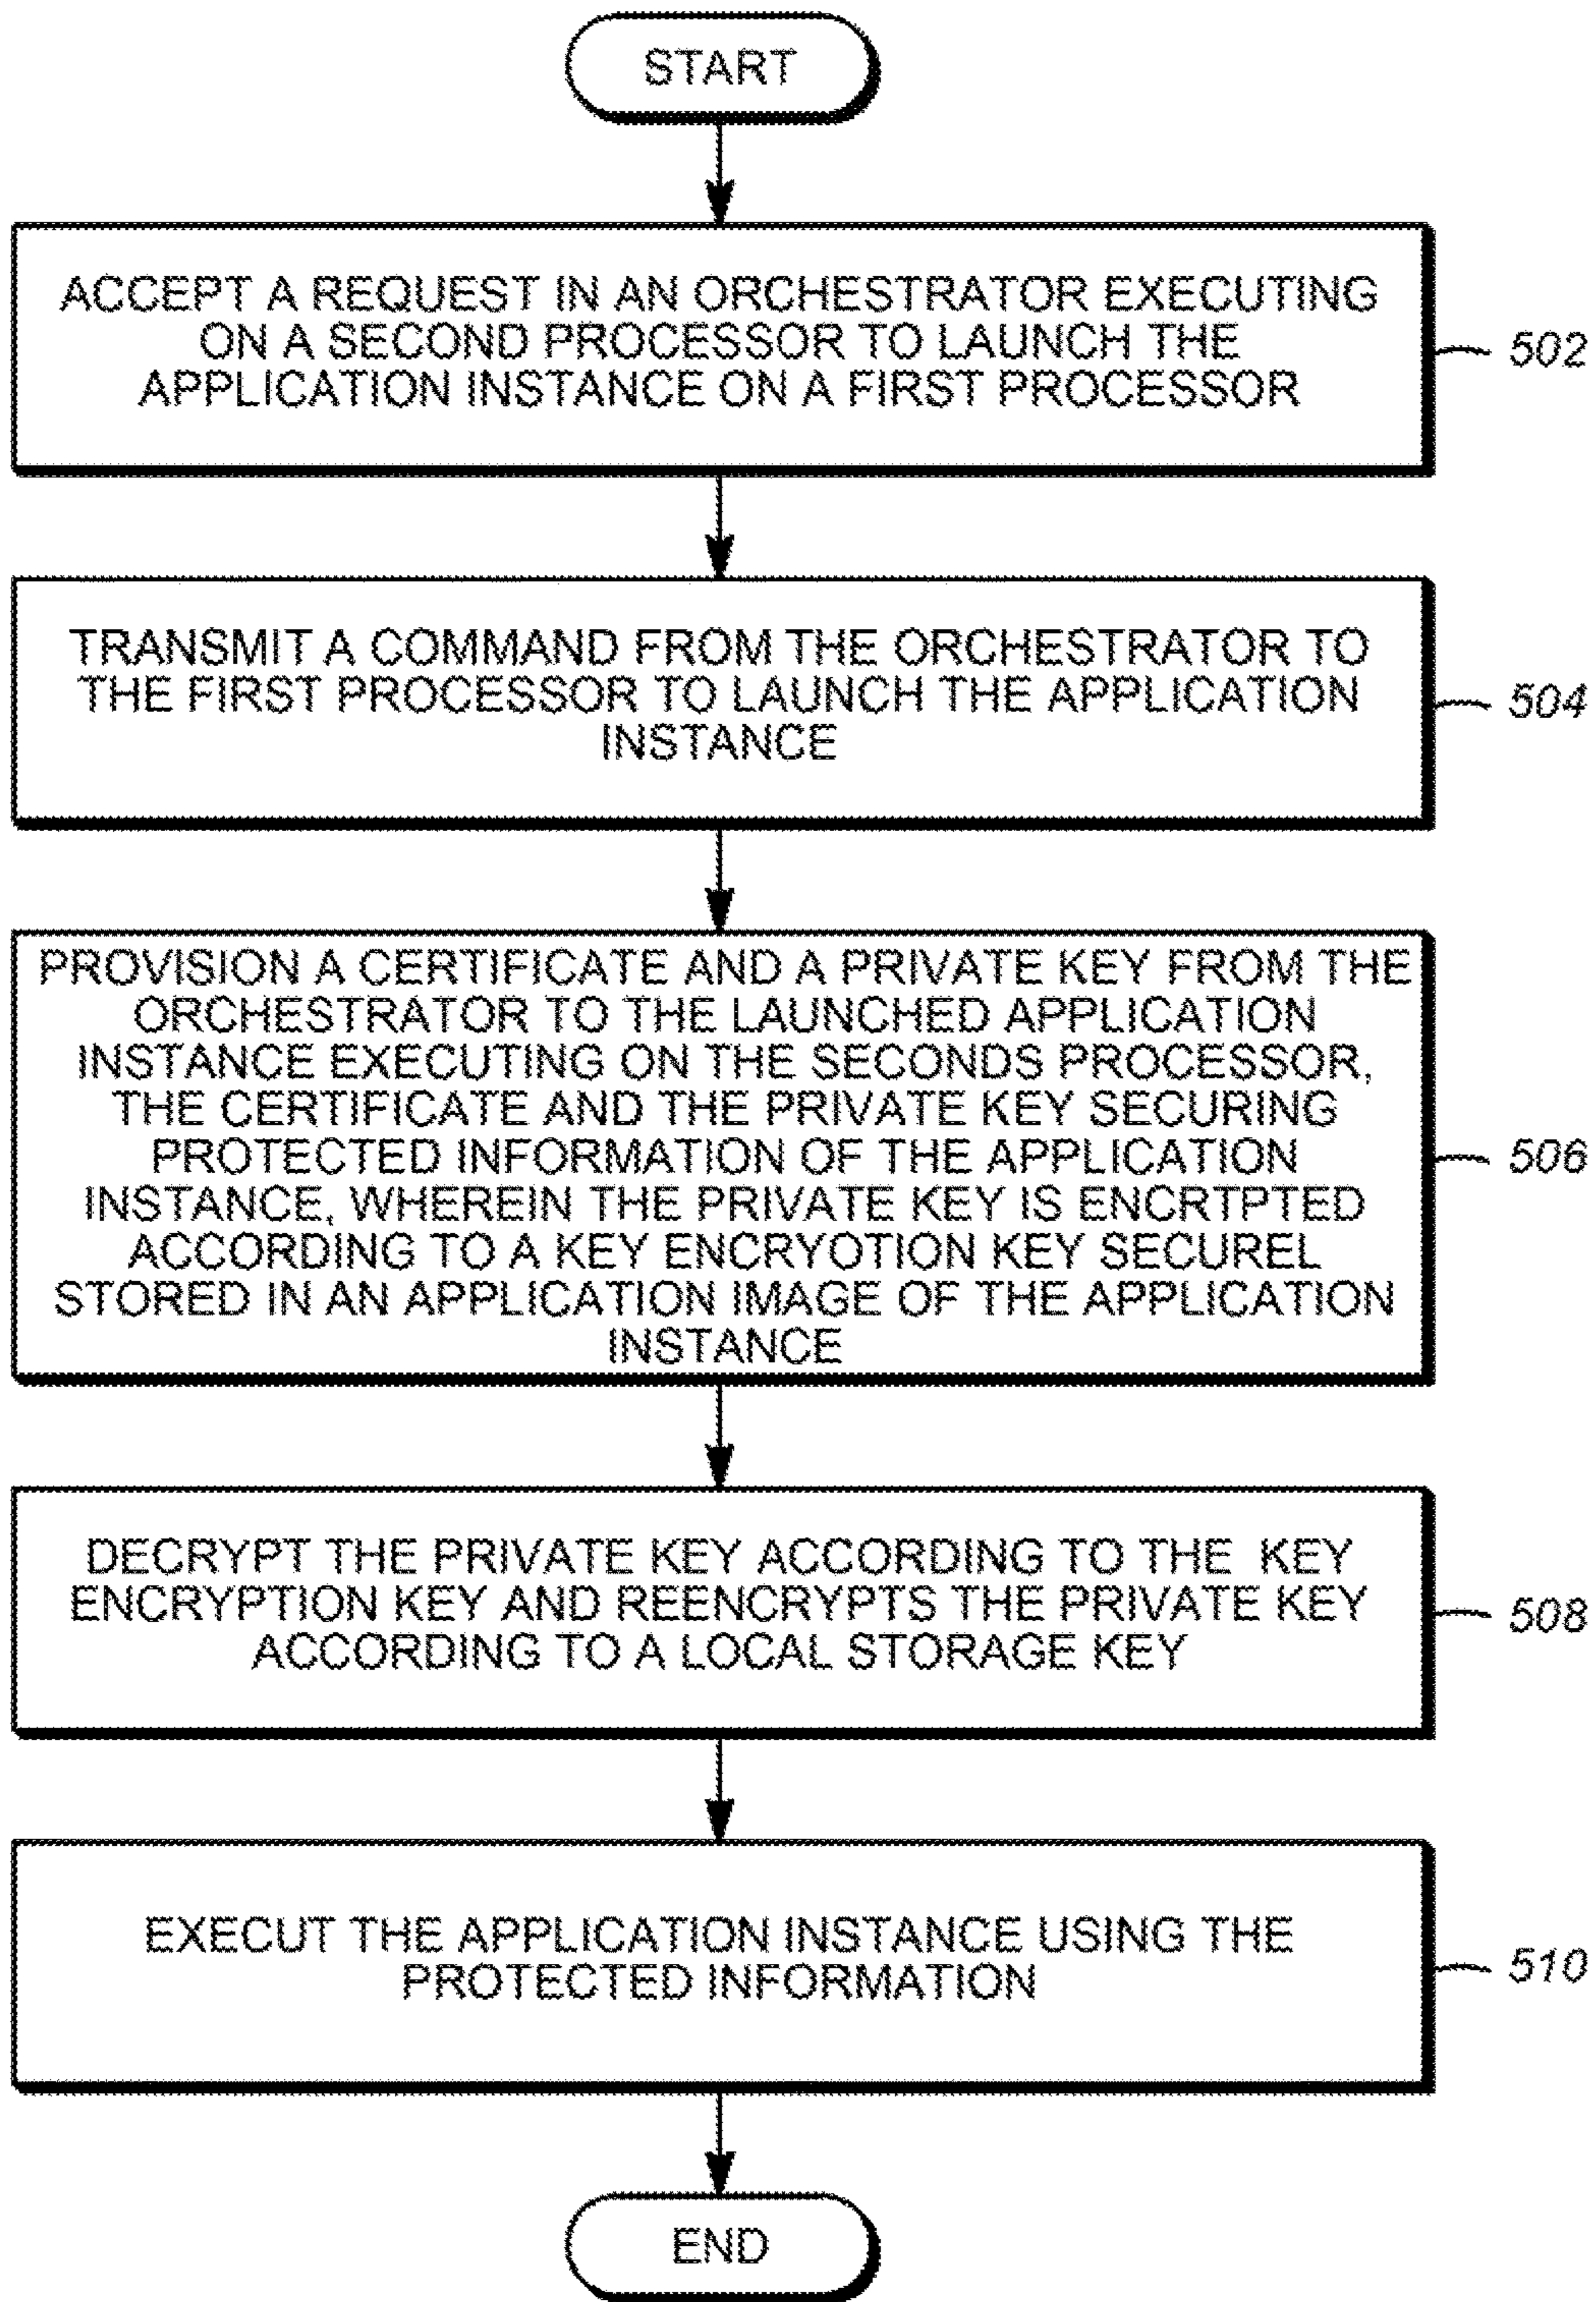 START
ACCEPT A REQUEST IN AN ORCHESTRATOR EXECUTING
ON A SECOND PROCESSOR TO LAUNCH THE
APPLICATION INSTANCE ON A FIRST PROCESSOR
502
TRANSMIT A COMMAND FROM THE ORCHESTRATOR TO
THE FIRST PROCESSOR TO LAUNCH THE APPLICATION
INSTANCE
504
PROVISION A CERTIFICATE AND A PRIVATE KEY FROM THE
ORCHESTRATOR TO THE LAUNCHED APPLICATION
INSTANCE EXECUTING ON THE SECONDS PROCESSOR,
THE CERTIFICATE AND THE PRIVATE KEY SECURING
PROTECTED INFORMATION OF THE APPLICATION
INSTANCE, WHEREIN THE PRIVATE KEY IS ENCRTPTED
ACCORDING TO A KEY ENCRYOTION KEY SECUREL
STORED IN AN APPLICATION IMAGE OF THE APPLICATION
INSTANCE
506
DECRYPT THE PRIVATE KEY ACCORDING TO THE KEY
ENCRYPTION KEY AND REENCRYPTS THE PRIVATE KEY
ACCORDING TO A LOCAL STORAGE KEY
508
EXECUT THE APPLICATION INSTANCE USING THE
PROTECTED INFORMATION
510
END